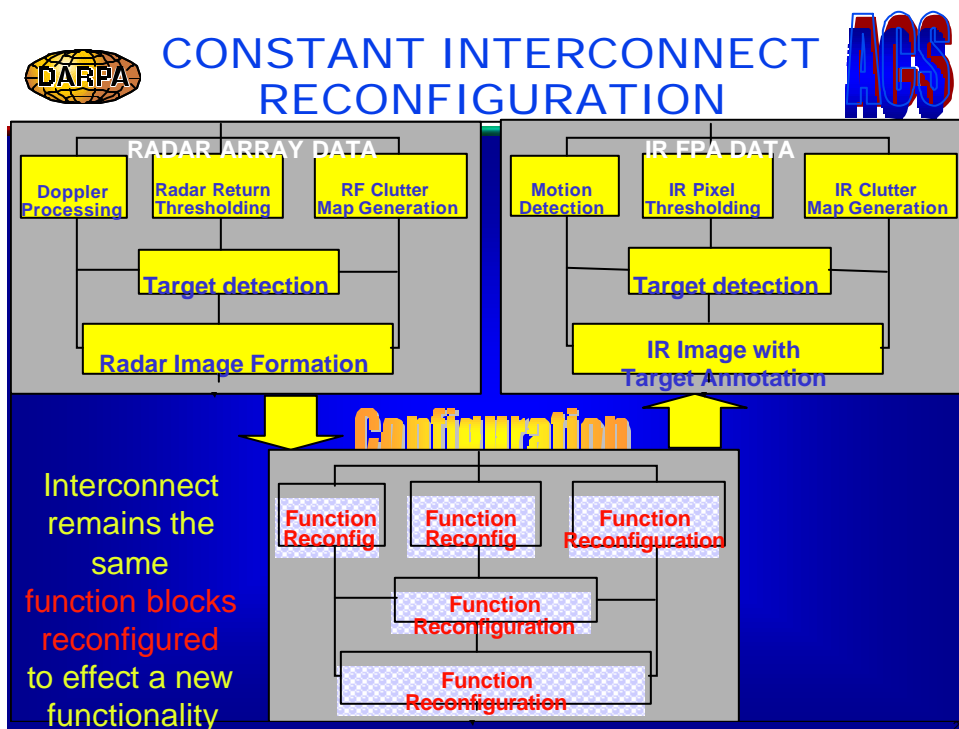 DARPA
CONSTANT INTERCONNECT
RECONFIGURATION
ACS
RADAR ARRAY DATA
Doppler
Processing
Radar Return
Thresholding
RF Clutter
Map Generation
Target detection
Radar Image Formation
IR FPA DATA
Motion
Detection
IR Pixel
Thresholding
IR Clutter
Map Generation
Target detection
IR Image with
Target Annotation
Configuration
Interconnect
remains the
same
function blocks
reconfigured
to effect a new
functionality
Function
Reconfig
Function
Reconfig
Function
Reconfiguration
Function
Reconfiguration
Function
Reconfiguration